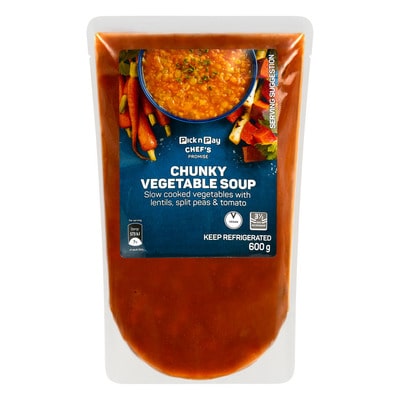 SERVING SUGGESTION
Pick n Pay
CHEF'S
PROMISE
CHUNKY
VEGETABLE SOUP
Slow cooked vegetables with
lentils, split peas & tomato
V
KEEP REFRIGERATED
600 g